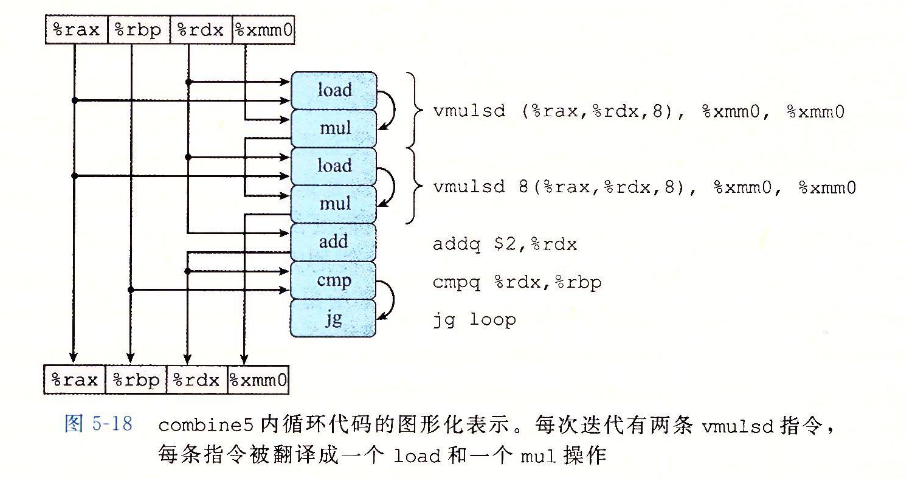 %rax %rbp %rdx %xmm0
load
mul
vmulsd (%rax,%rdx,8), %xmm0, %xmm0
load
mul
vmulsd 8(%rax,%rdx,8), %xmm0, %xmm0
add
addq $2,%rdx
cmp
cmpq %rdx,%rbp
jg
jg loop
%rax %rbp %rdx %xmm0
图 5-18 combine5 内循环代码的图形化表示。每次迭代有两条 vmulsd 指令，
每条指令被翻译成一个 load 和一个 mul 操作